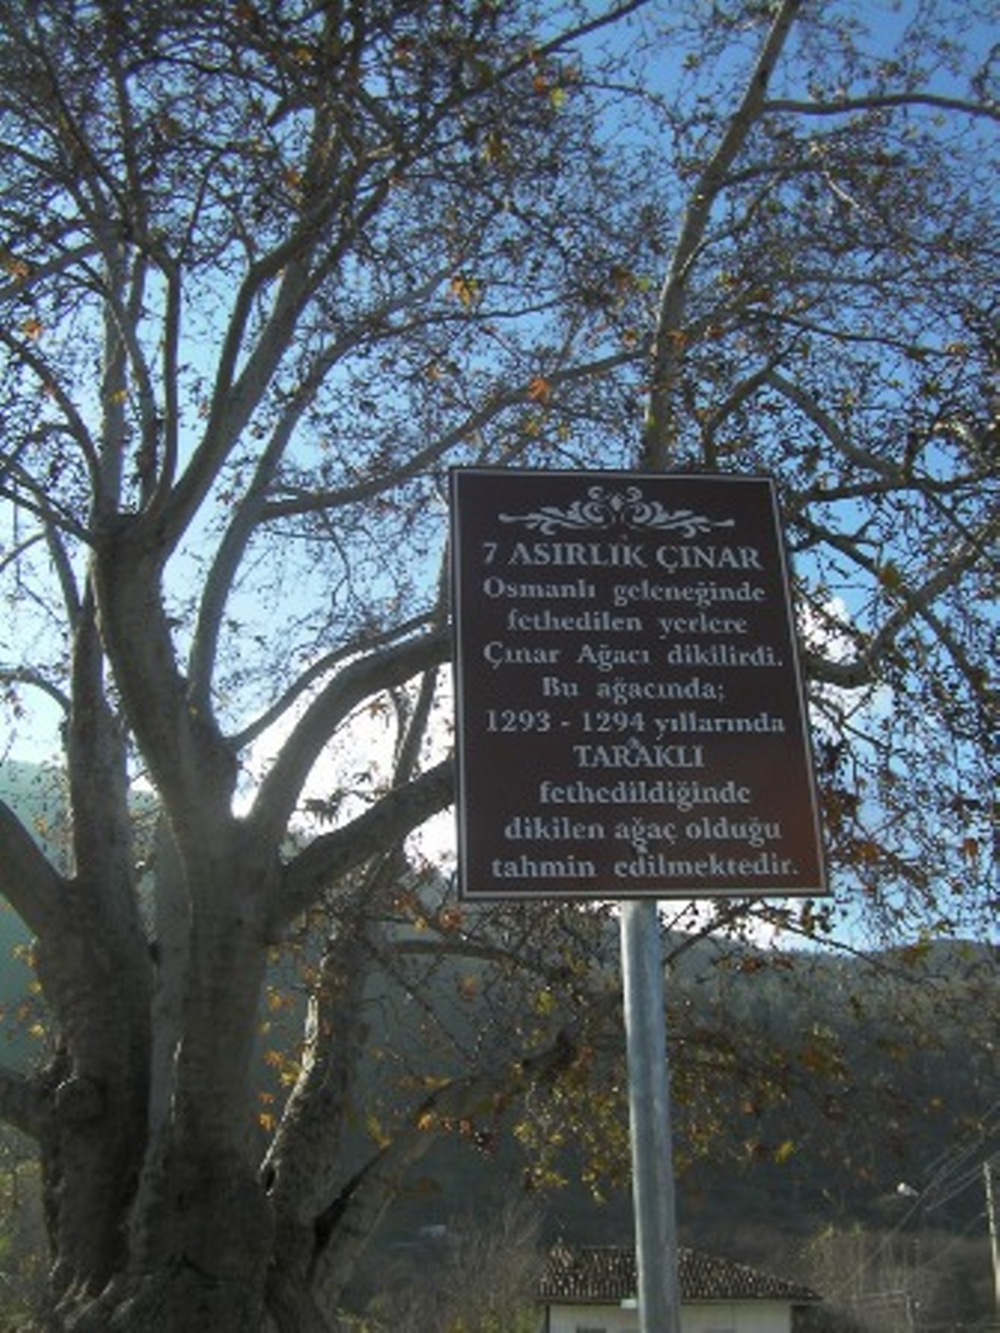 7 ASIRLIK ÇINAR
Osmanlı geleneğinde
fethedilen yerlere
Çınar Ağacı dikilirdi.
Bu ağacında;
1293 - 1294 yıllarında
TARAKLI
fethedildiğinde
dikilen ağaç olduğu
tahmin edilmektedir.